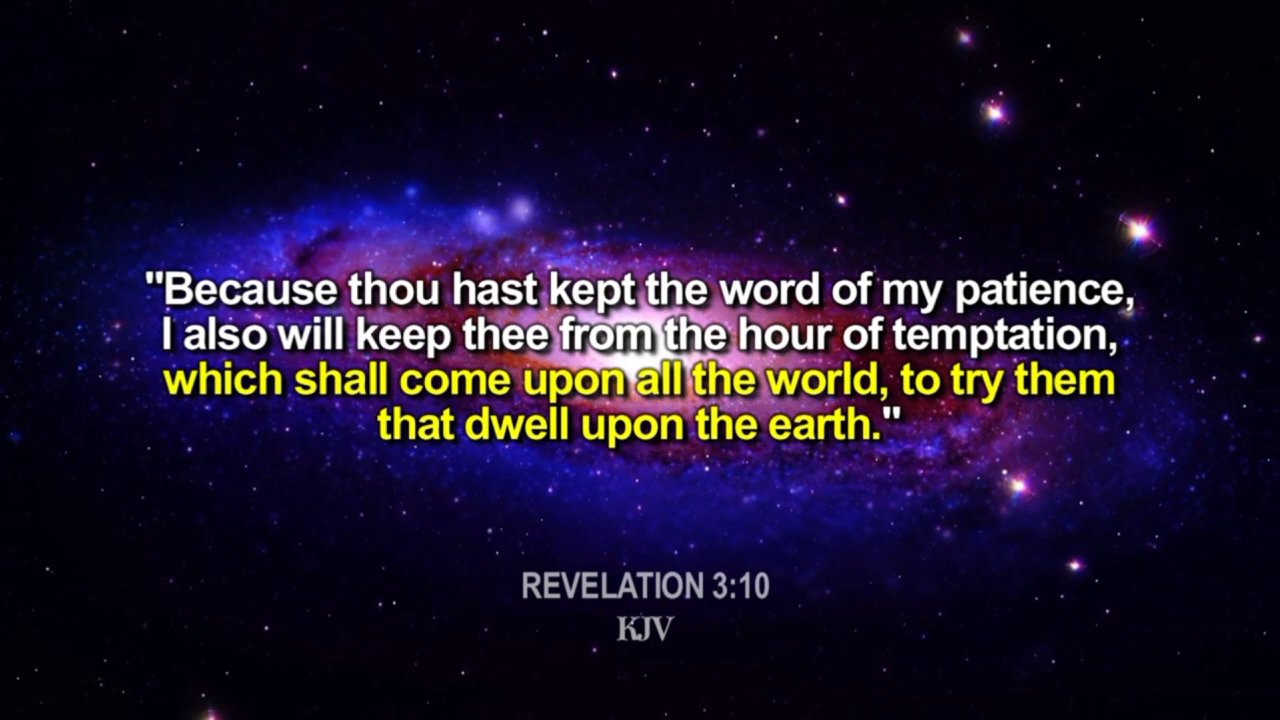 "Because thou hast kept the word of my patience,
I also will keep thee from the hour of temptation,
which shall come upon all the world, to try them
that dwell upon the earth."
REVELATION 3:10
KJV